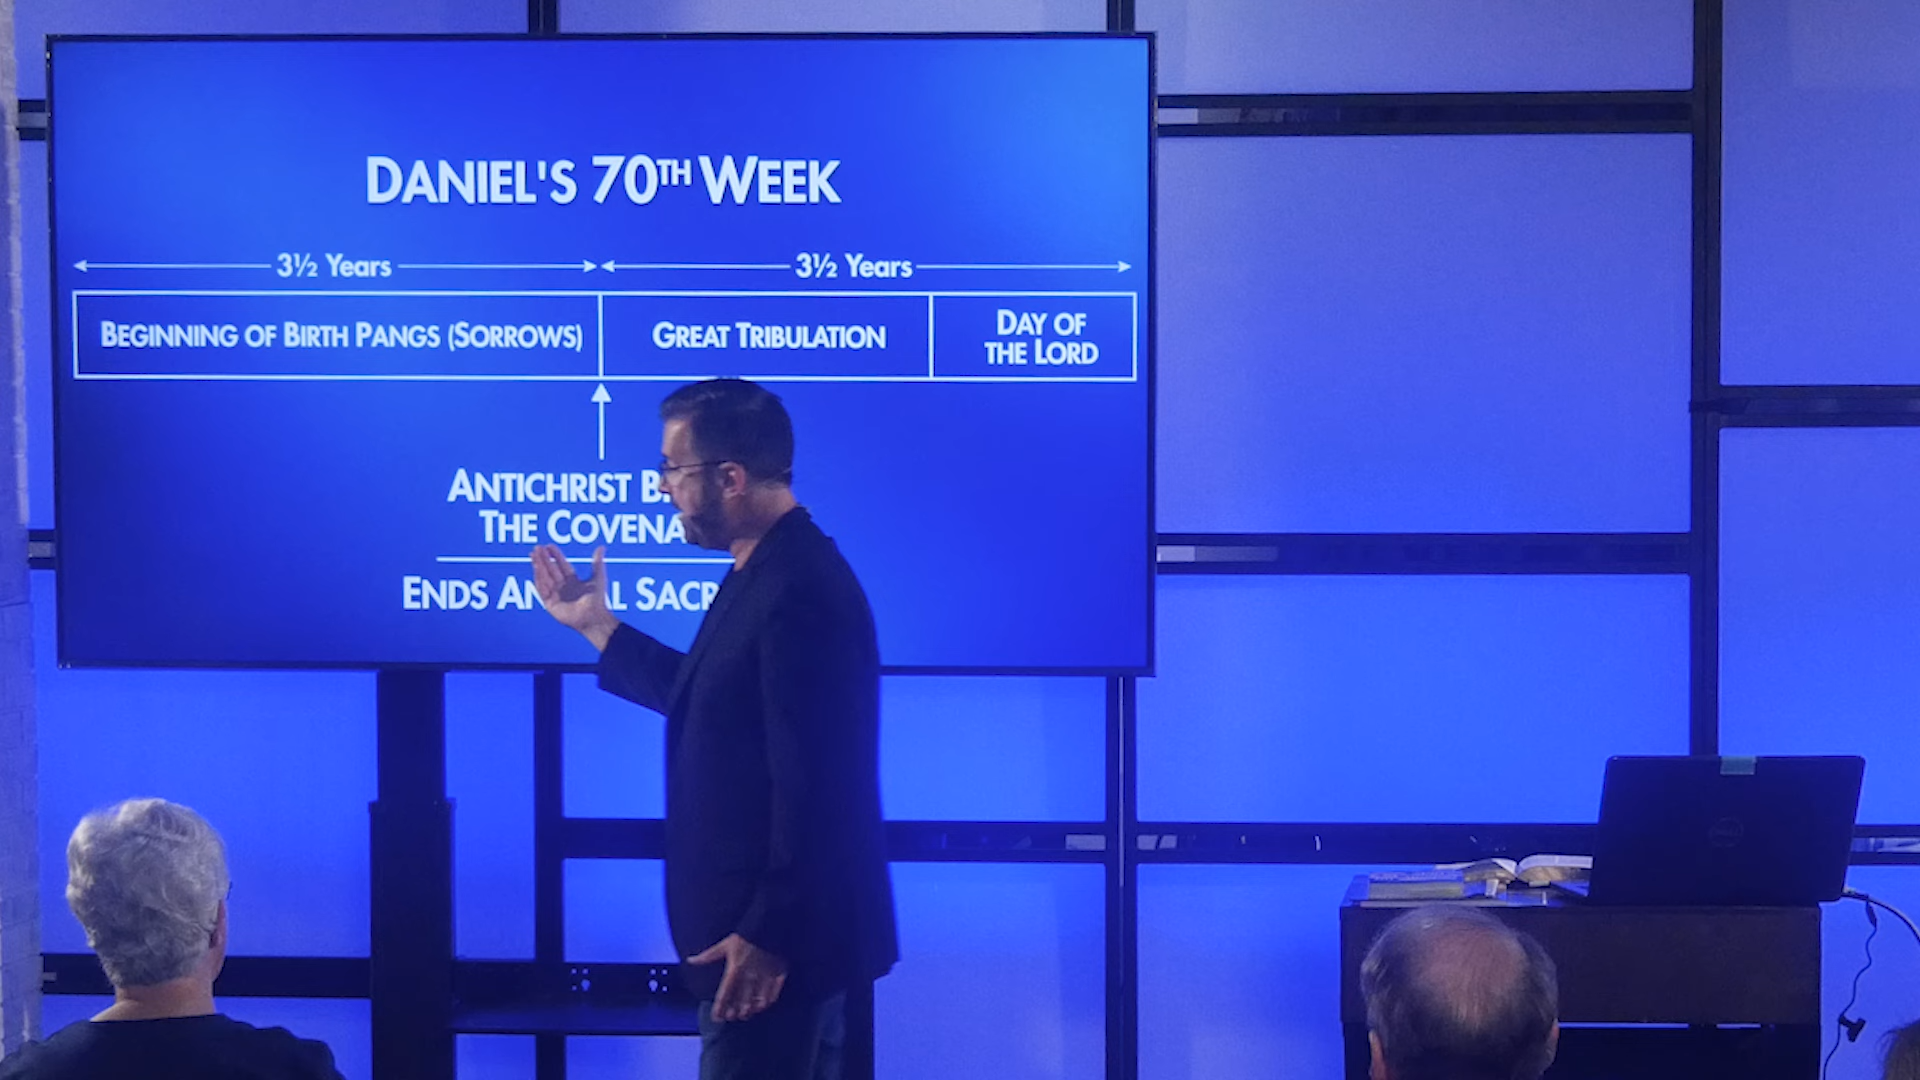 DANIEL'S 70TH WEEK
3½ Years 3½ Years
BEGINNING OF BIRTH PANGS (SORROWS) GREAT TRIBULATION DAY OF
THE LORD
ANTICHRIST
THE
ENDS